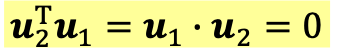 𝒖₂ᵀ𝒖₁ = 𝒖₁ · 𝒖₂ = 0